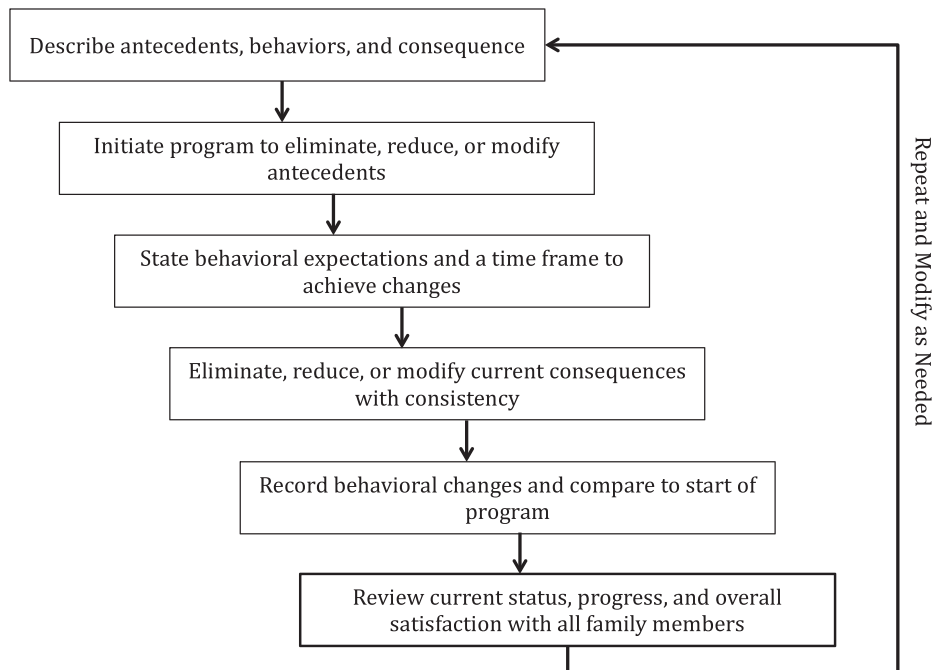 Describe antecedents, behaviors, and consequence
Initiate program to eliminate, reduce, or modify
antecedents
State behavioral expectations and a time frame to
achieve changes
Eliminate, reduce, or modify current consequences
with consistency
Record behavioral changes and compare to start of
program
Review current status, progress, and overall
satisfaction with all family members
Repeat and Modify as Needed